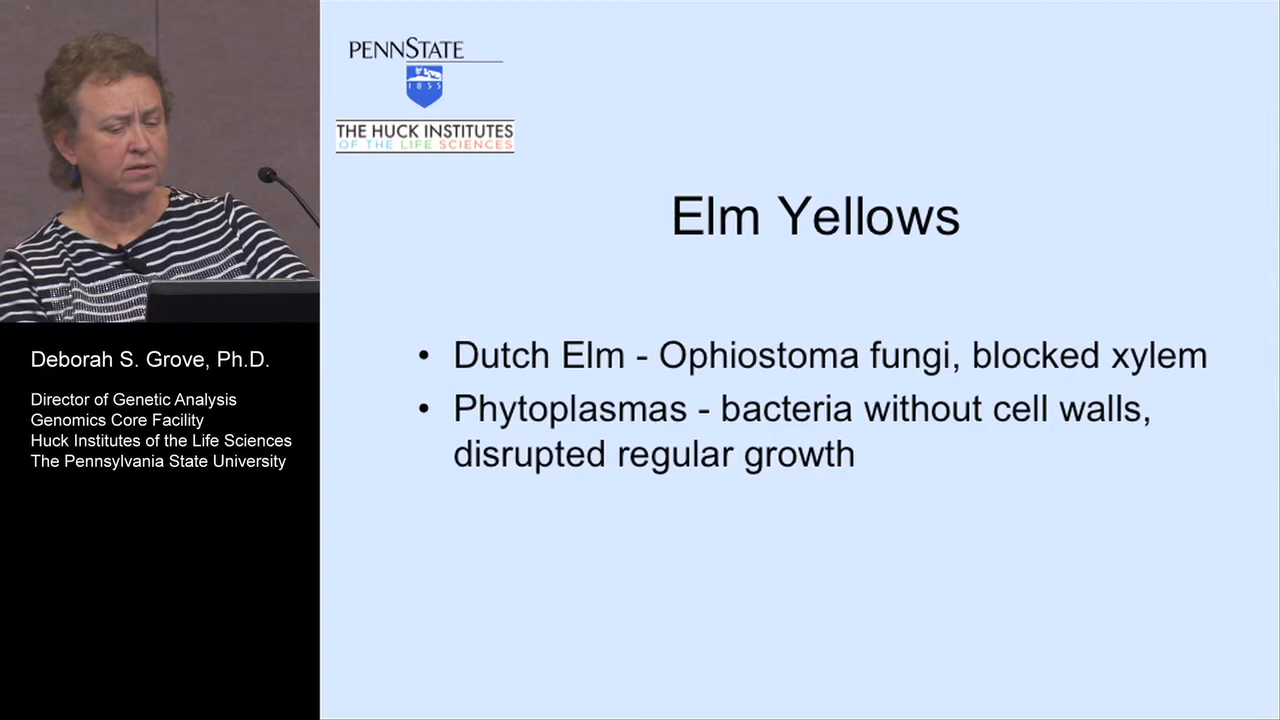 PENNSTATE
1855
THE HUCK INSTITUTES
OF THE LIFE SCIENCES
Elm Yellows
• Dutch Elm - Ophiostoma fungi, blocked xylem
• Phytoplasmas - bacteria without cell walls,
disrupted regular growth
Deborah S. Grove, Ph.D.
Director of Genetic Analysis
Genomics Core Facility
Huck Institutes of the Life Sciences
The Pennsylvania State University